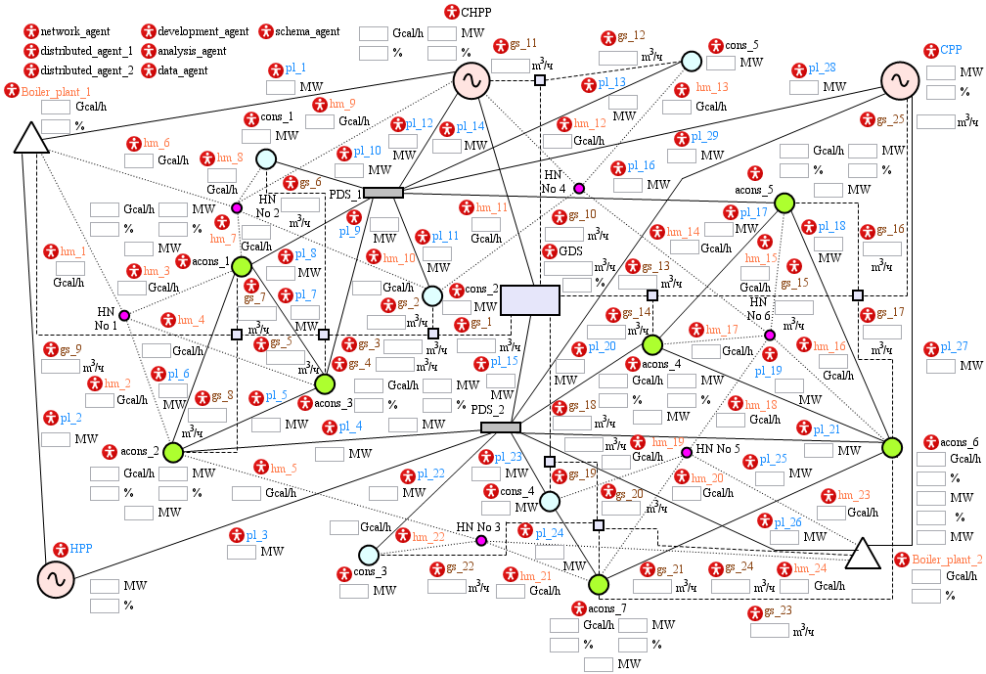 CHPP
network_agent development_agent schema_agent Gcal/h MW
distributed_agent_1 analysis_agent % %
distributed_agent_2 data_agent
gs_11 m³/ч
gs_12 m³/ч
cons_5 MW
CPP MW
%
m³/ч
Boiler_plant_1
Gcal/h
%
pl_1 MW
hm_9 Gcal/h
cons_1 MW
pl_13 MW
hm_13 Gcal/h
pl_28 MW
gs_25
hm_6 Gcal/h
hm_8 Gcal/h
pl_12 MW
pl_14 MW
pl_10 MW
hm_12 Gcal/h
pl_29 MW
pl_16 MW
Gcal/h MW
% %
MW
acons_5
gs_6 m³/ч
PDS_1
HN No 4
HN No 2
Gcal/h MW
% %
MW
hm_7 Gcal/h
pl_9 MW
hm_11 Gcal/h
gs_10 m³/ч
pl_17 MW
pl_18 MW
hm_14 Gcal/h
gs_16 m³/ч
hm_1 Gcal/h
hm_3 Gcal/h
acons_1
pl_8 MW
pl_11 MW
hm_10 Gcal/h
GDS
m³/ч
%
gs_13 m³/ч
hm_15 Gcal/h
gs_15 m³/ч
gs_7 m³/ч
pl_7 MW
gs_2 m³/ч
cons_2 MW
HN No 1
hm_4 Gcal/h
gs_1 m³/ч
gs_14 m³/ч
HN No 6
gs_17 m³/ч
gs_9 m³/ч
gs_5 m³/ч
gs_3 m³/ч
gs_4 m³/ч
hm_17 Gcal/h
hm_16 Gcal/h
pl_20 MW
pl_15 MW
acons_4
Gcal/h MW
% %
MW
pl_19 MW
pl_27 MW
hm_2 Gcal/h
pl_6 MW
gs_8 m³/ч
pl_5 MW
acons_3
Gcal/h MW
% %
MW
pl_2 MW
pl_4 MW
PDS_2
gs_18 m³/ч
hm_18 Gcal/h
pl_21 MW
acons_2
Gcal/h MW
% %
MW
hm_5 Gcal/h
pl_22 MW
pl_23 MW
hm_19 Gcal/h
HN No 5
pl_25 MW
acons_6
Gcal/h
%
MW
%
MW
gs_19
cons_4 MW
gs_20 m³/ч
hm_20 Gcal/h
hm_23 Gcal/h
pl_3 MW
HPP
MW
%
Gcal/h
hm_22
HN No 3
pl_24 MW
pl_26 MW
cons_3 MW
gs_22 m³/ч
hm_21 Gcal/h
gs_21 m³/ч
gs_24 m³/ч
hm_24 Gcal/h
Boiler_plant_2
Gcal/h
%
acons_7
Gcal/h MW
% %
MW
gs_23 m³/ч